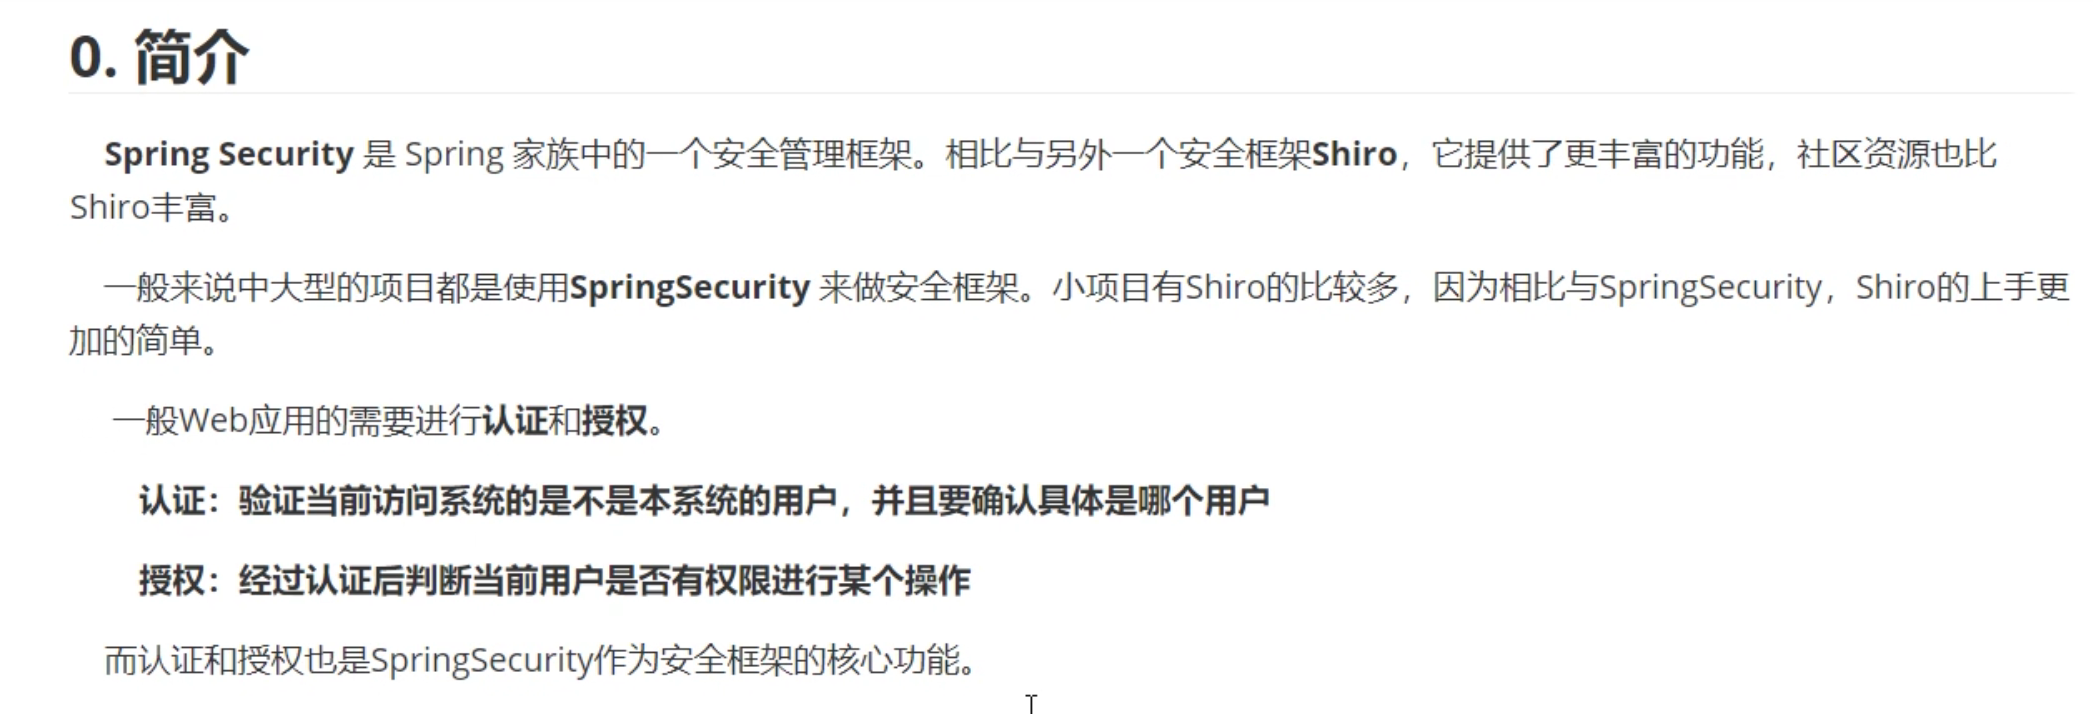 0. 简介
Spring Security 是 Spring 家族中的一个安全管理框架。相比与另外一个安全框架Shiro，它提供了更丰富的功能，社区资源也比
Shiro丰富。
一般来说中大型的项目都是使用SpringSecurity 来做安全框架。小项目有Shiro的比较多，因为相比与SpringSecurity，Shiro的上手更
加的简单。
一般Web应用的需要进行认证和授权。
认证：验证当前访问系统的是不是本系统的用户，并且要确认具体是哪个用户
授权：经过认证后判断当前用户是否有权限进行某个操作
而认证和授权也是SpringSecurity作为安全框架的核心功能。